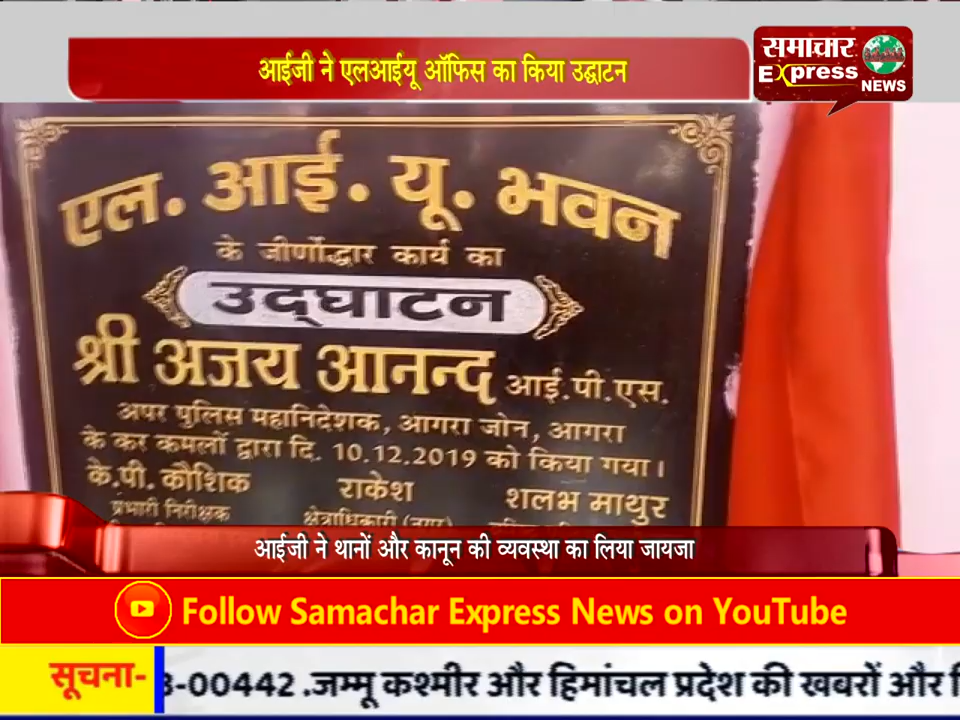 आईजी ने एलआईयू ऑफिस का किया उद्घाटन
समाचार
Express
NEWS
एल. आई. यू. भवन
के जीर्णोद्धार कार्य का
उद्घाटन
श्री अजय आनन्द आई.पी.एस.
अपर पुलिस महानिदेशक, आगरा जोन, आगरा
के कर कमलों द्वारा दि. 10.12.2019 को किया गया।
के.पी. कौशिक राकेश शलभ माथुर
प्रभारी निरीक्षक क्षेत्राधिकारी (नगर)
आईजी ने थानों और कानून की व्यवस्था का लिया जायजा
Follow Samachar Express News on YouTube
सूचना- 3-00442 .जम्मू कश्मीर और हिमांचल प्रदेश की खबरों और